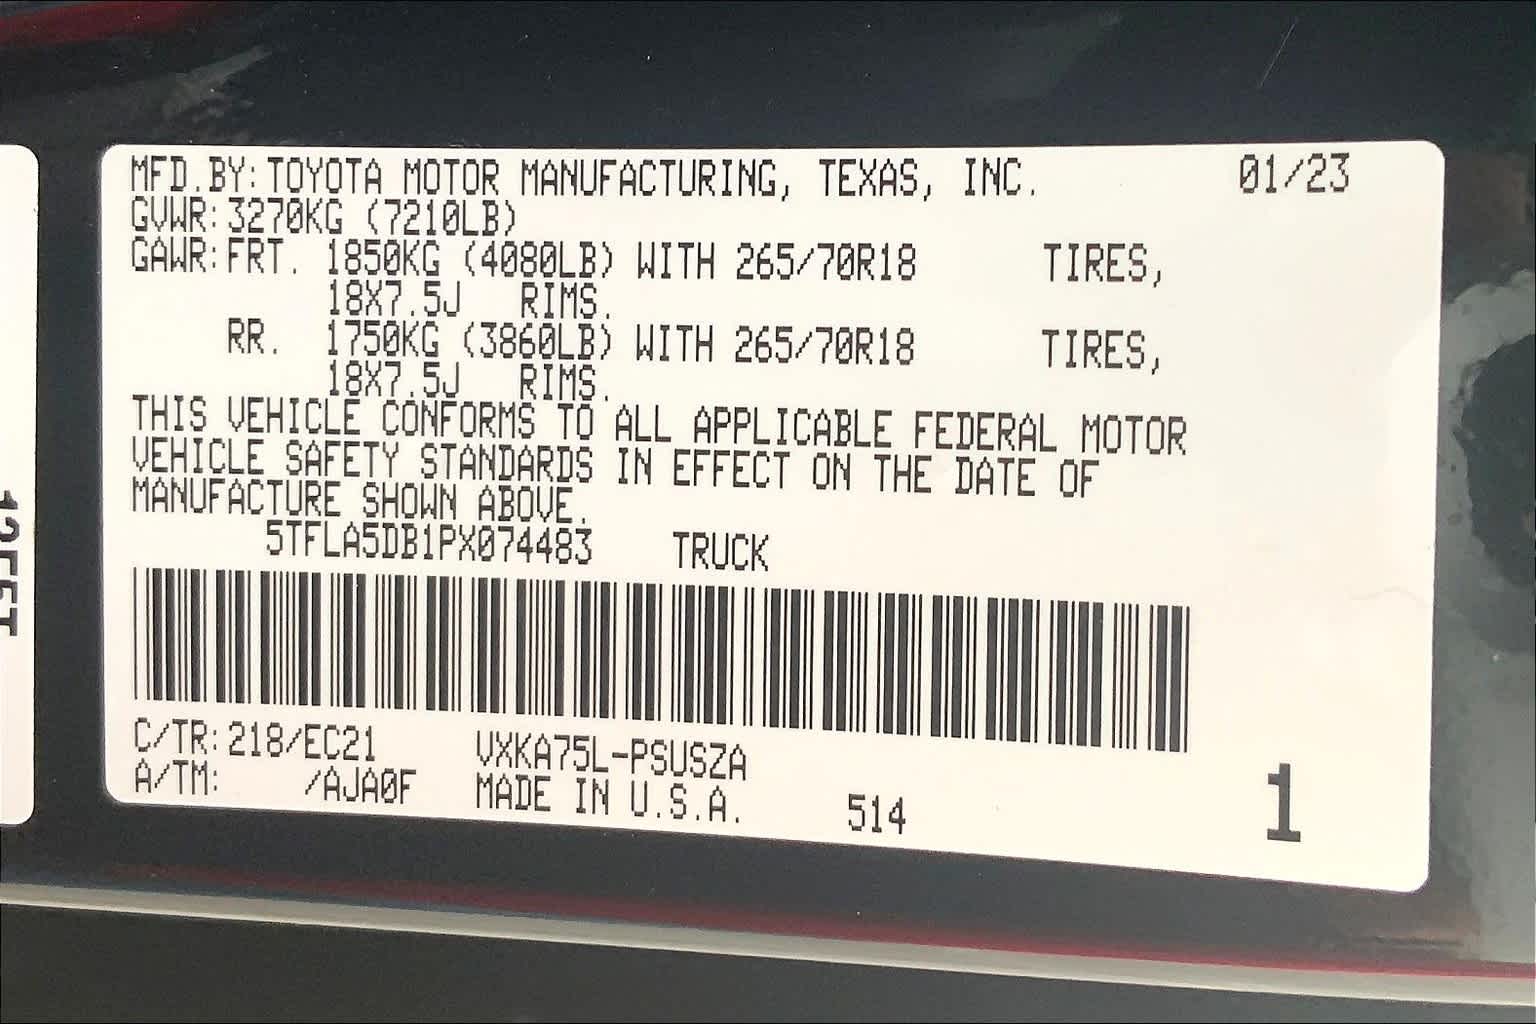 MFD.BY:TOYOTA MOTOR MANUFACTURING, TEXAS, INC. 01/23
GVWR:3270KG (7210LB)
GAWR:FRT. 1850KG (4080LB) WITH 265/70R18 TIRES,
18X7.5J RIMS.
RR. 1750KG (3860LB) WITH 265/70R18 TIRES,
18X7.5J RIMS.
THIS VEHICLE CONFORMS TO ALL APPLICABLE FEDERAL MOTOR
VEHICLE SAFETY STANDARDS IN EFFECT ON THE DATE OF
MANUFACTURE SHOWN ABOVE.
5TFLA5DB1PX074483 TRUCK
C/TR:218/EC21 VXKA75L-PSUSZA
A/TM: /AJA0F MADE IN U.S.A. 514 1